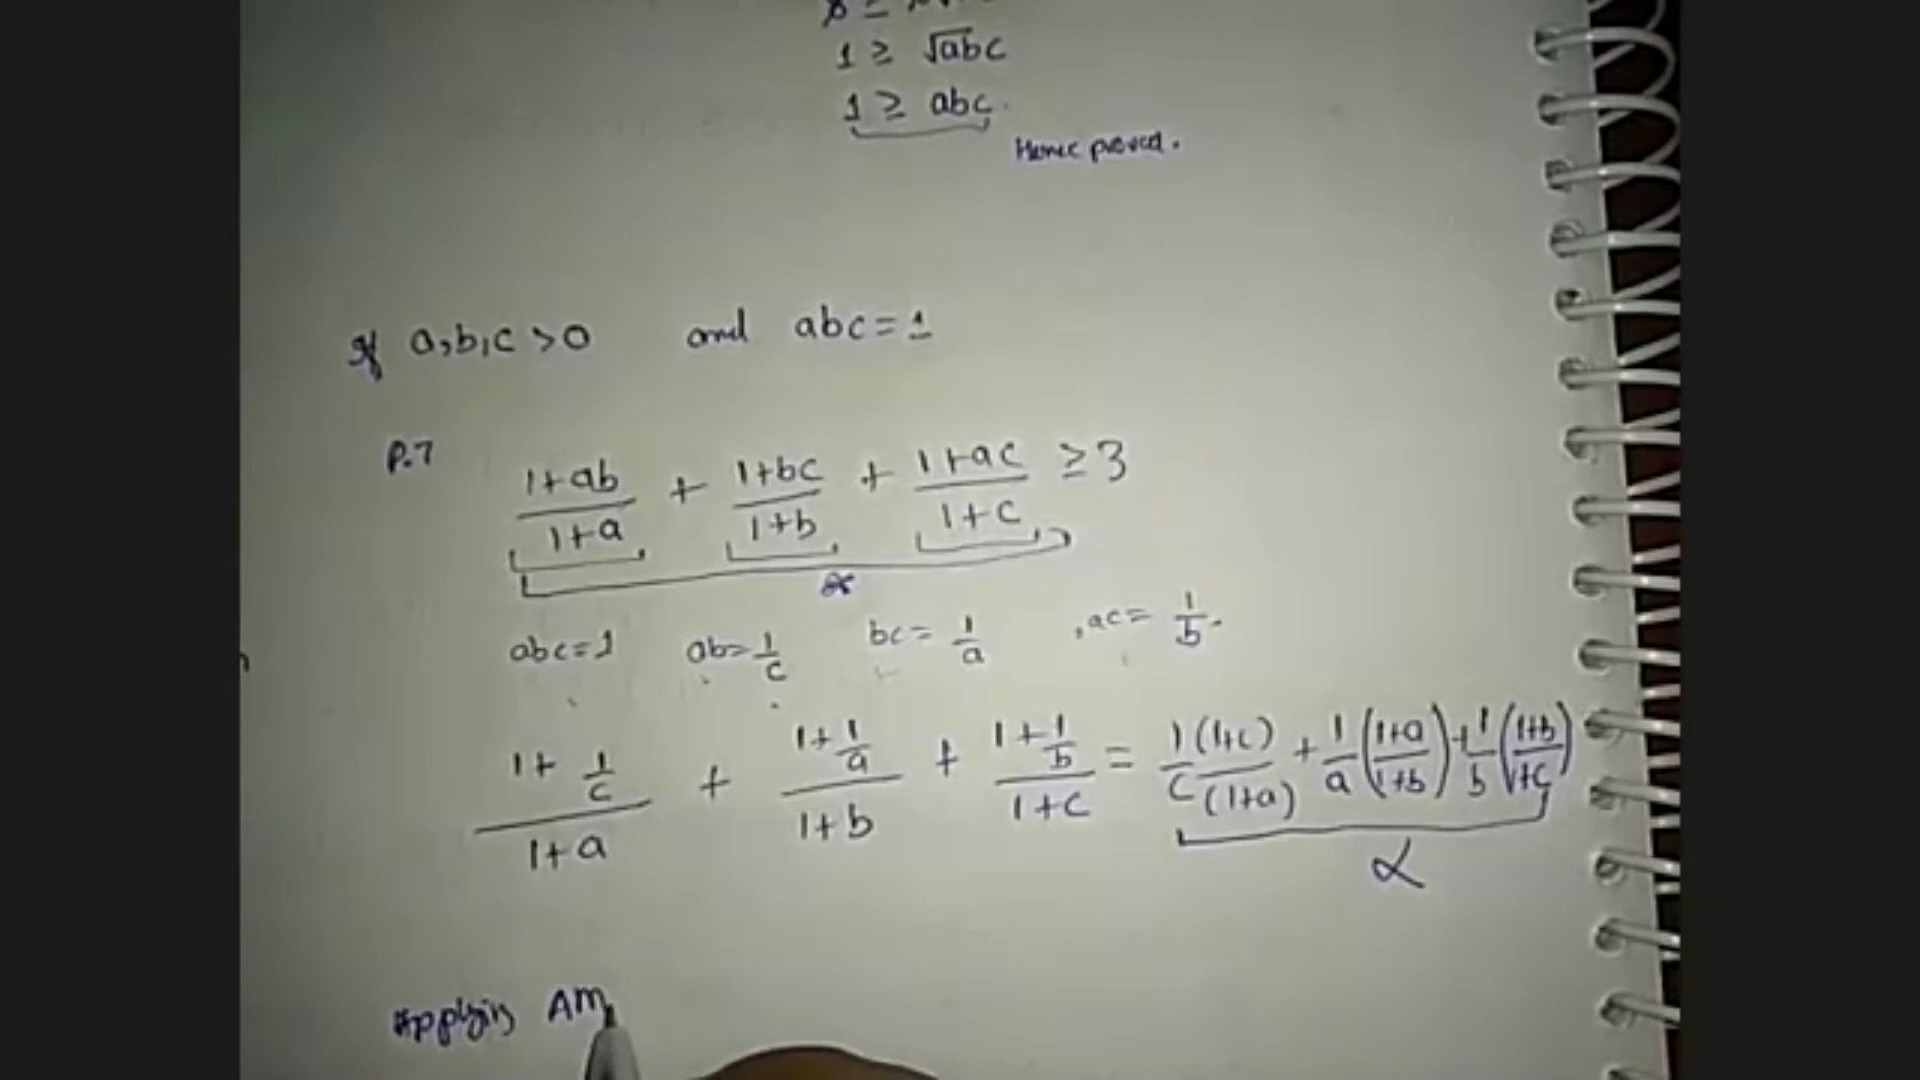 1 ≥ √abc
1 ≥ abc.
Hence proved.
If a,b,c >0 and abc = 1
P.T
(1+ab)/(1+a) + (1+bc)/(1+b) + (1+ac)/(1+c) ≥ 3
abc=1 ab=1/c bc=1/a , ac=1/b.
(1+1/c)/(1+a) + (1+1/a)/(1+b) + (1+1/b)/(1+c) = 1/c (1+c)/(1+a) + 1/a ((1+a)/(1+b)) + 1/b ((1+b)/(1+c))
α
Applying AM